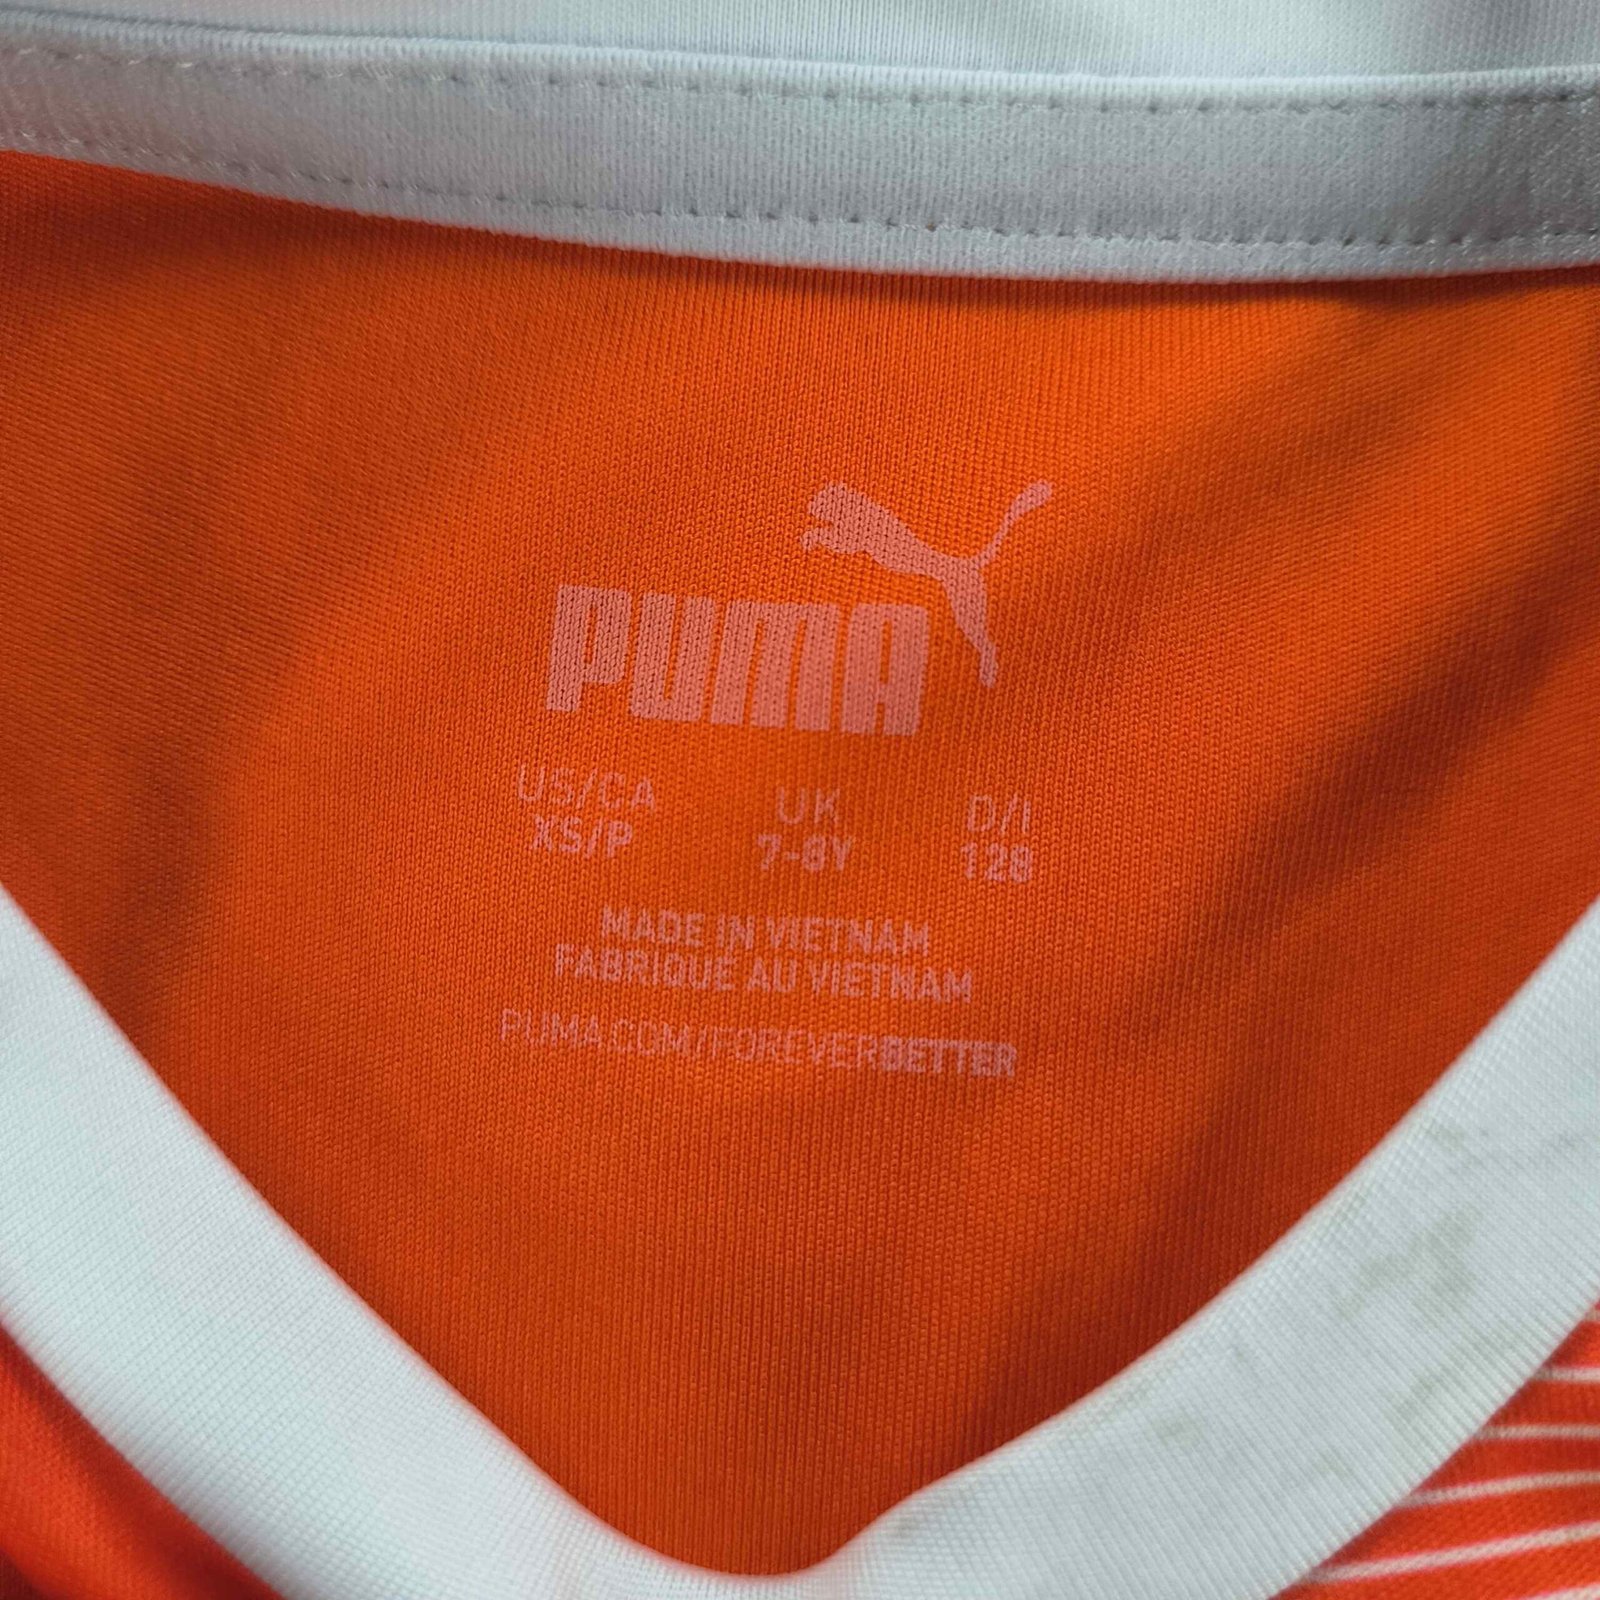 PUMA
US/CA UK D/I
XS/P 7-8Y 128
MADE IN VIETNAM
FABRIQUE AU VIETNAM
PUMA.COM/FOREVERBETTER